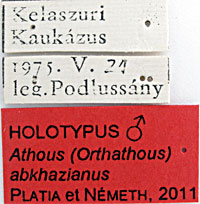 Kelaszuri
Kaukázus
1975. V. 24
leg. Podlussány
HOLOTYPUS ♂
Athous (Orthathous)
abkhazianus
PLATIA et NÉMETH, 2011